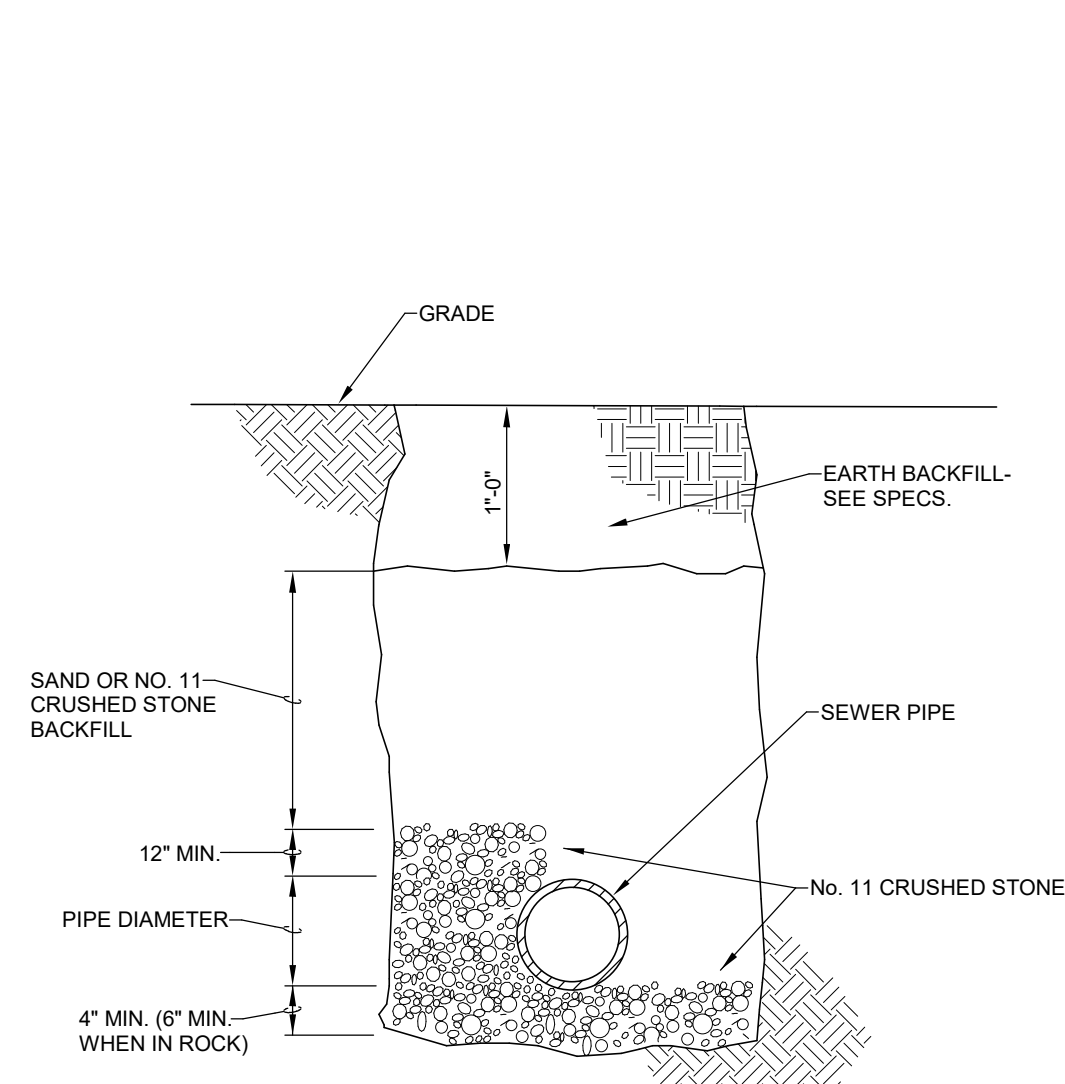 GRADE
1"-0"
EARTH BACKFILL-
SEE SPECS.
SAND OR NO. 11
CRUSHED STONE
BACKFILL
SEWER PIPE
12" MIN.
No. 11 CRUSHED STONE
PIPE DIAMETER
4" MIN. (6" MIN.
WHEN IN ROCK)